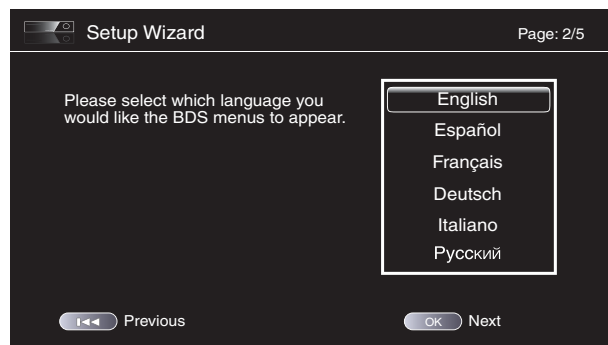 Setup Wizard
Page: 2/5
Please select which language you
would like the BDS menus to appear.
English
Español
Français
Deutsch
Italiano
Русский
Previous
OK Next